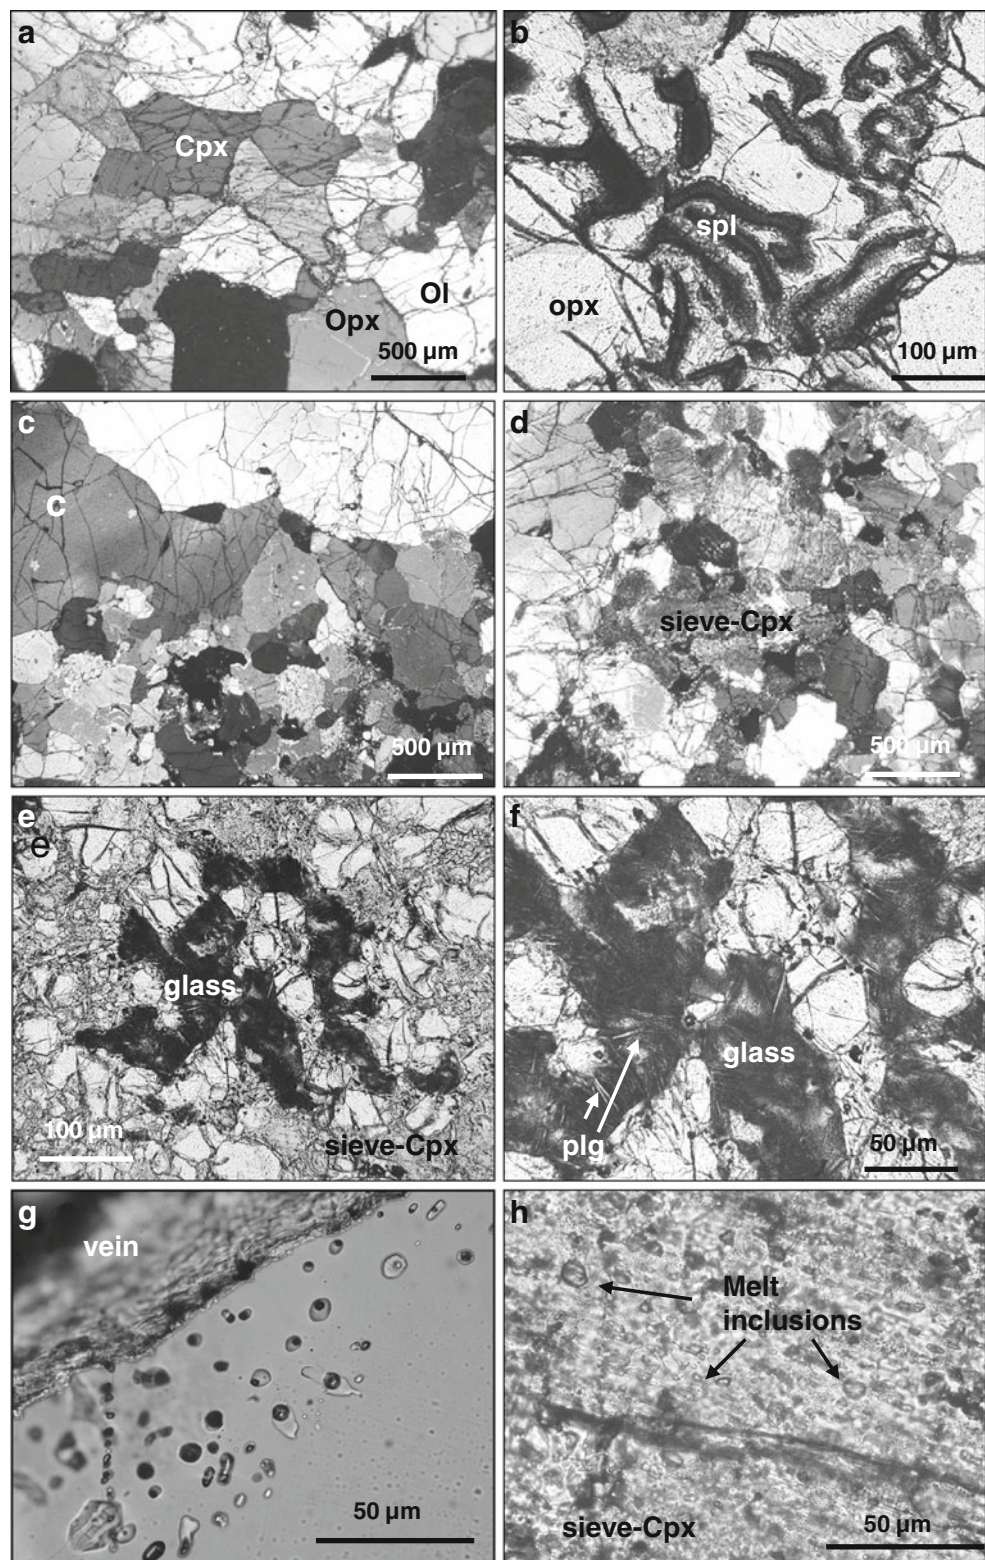 a
Cpx
Ol
Opx
500 µm
b
spl
opx
100 µm
c
c
500 µm
d
sieve-Cpx
500 µm
e
e
glass
100 µm
sieve-Cpx
f
glass
plg
50 µm
g
vein
50 µm
h
Melt
inclusions
sieve-Cpx
50 µm